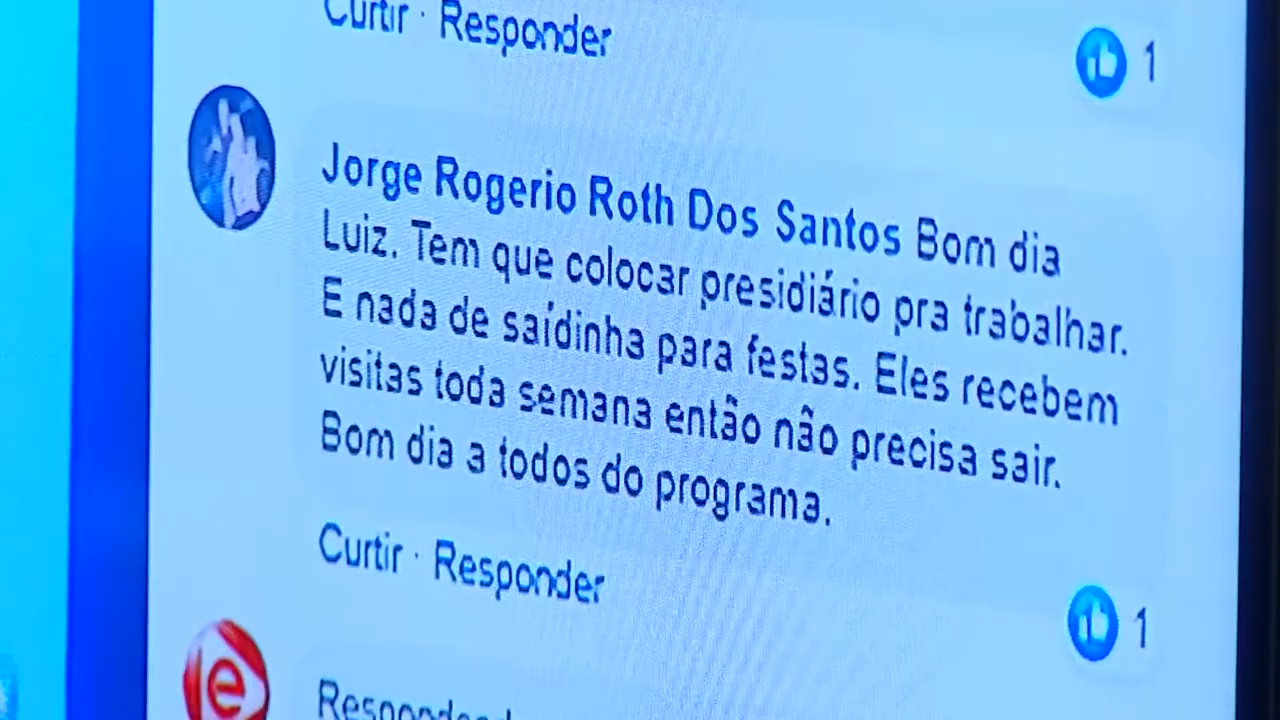 Curtir · Responder
1
Jorge Rogerio Roth Dos Santos Bom dia
Luiz. Tem que colocar presidiário pra trabalhar.
E nada de saídinha para festas. Eles recebem
visitas toda semana então não precisa sair.
Bom dia a todos do programa.
Curtir · Responder
1
e